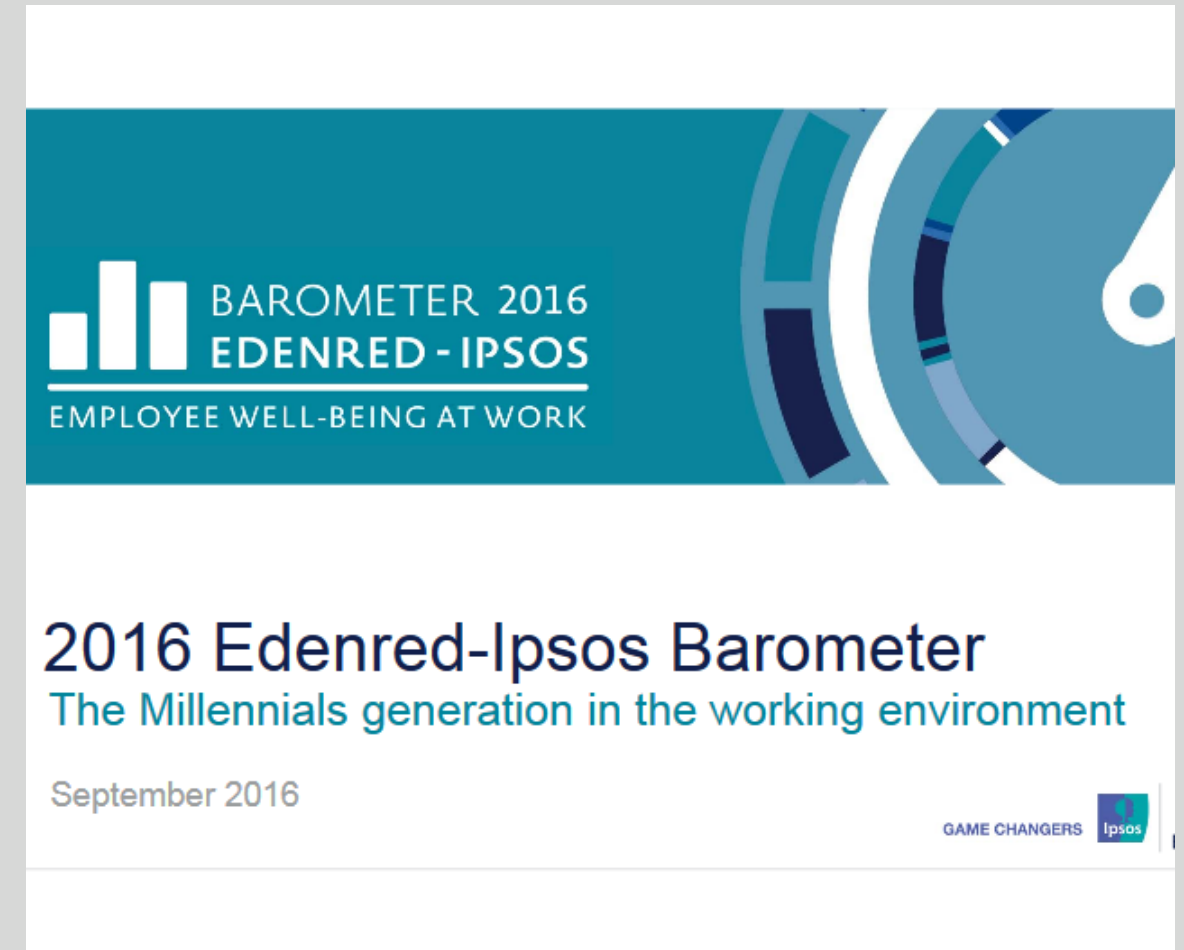 BAROMETER 2016
EDENRED - IPSOS
EMPLOYEE WELL-BEING AT WORK
2016 Edenred-Ipsos Barometer
The Millennials generation in the working environment
September 2016
GAME CHANGERS
Ipsos